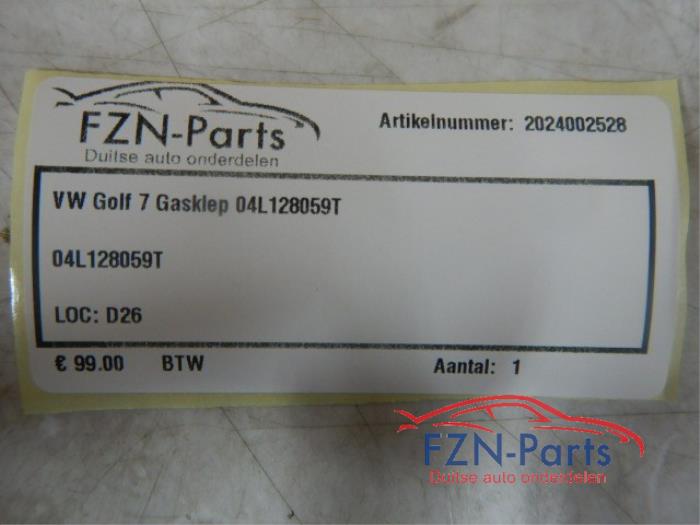 FZN-Parts
Duitse auto onderdelen
Artikelnummer: 2024002528
VW Golf 7 Gasklep 04L128059T
04L128059T
LOC: D26
€ 99.00 BTW Aantal: 1
FZN-Parts
Duitse auto onderdelen